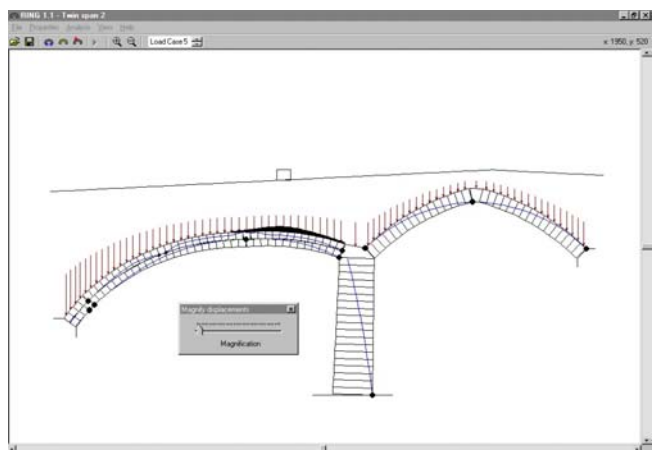 RING 1.1 - Twin span 2
File Properties Analysis View Help
Load Case 5
x: 1950, y: 520
Magnify displacements
Magnification